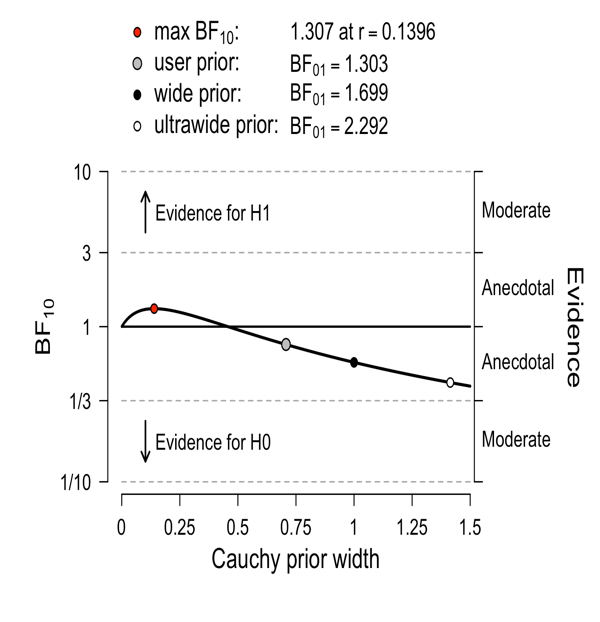 max BF₁₀: 1.307 at r = 0.1396
user prior: BF₀₁ = 1.303
wide prior: BF₀₁ = 1.699
ultrawide prior: BF₀₁ = 2.292
10
3
1
1/3
1/10
BF₁₀
Evidence for H1
Evidence for H0
Moderate
Anecdotal
Anecdotal
Moderate
Evidence
0 0.25 0.5 0.75 1 1.25 1.5
Cauchy prior width